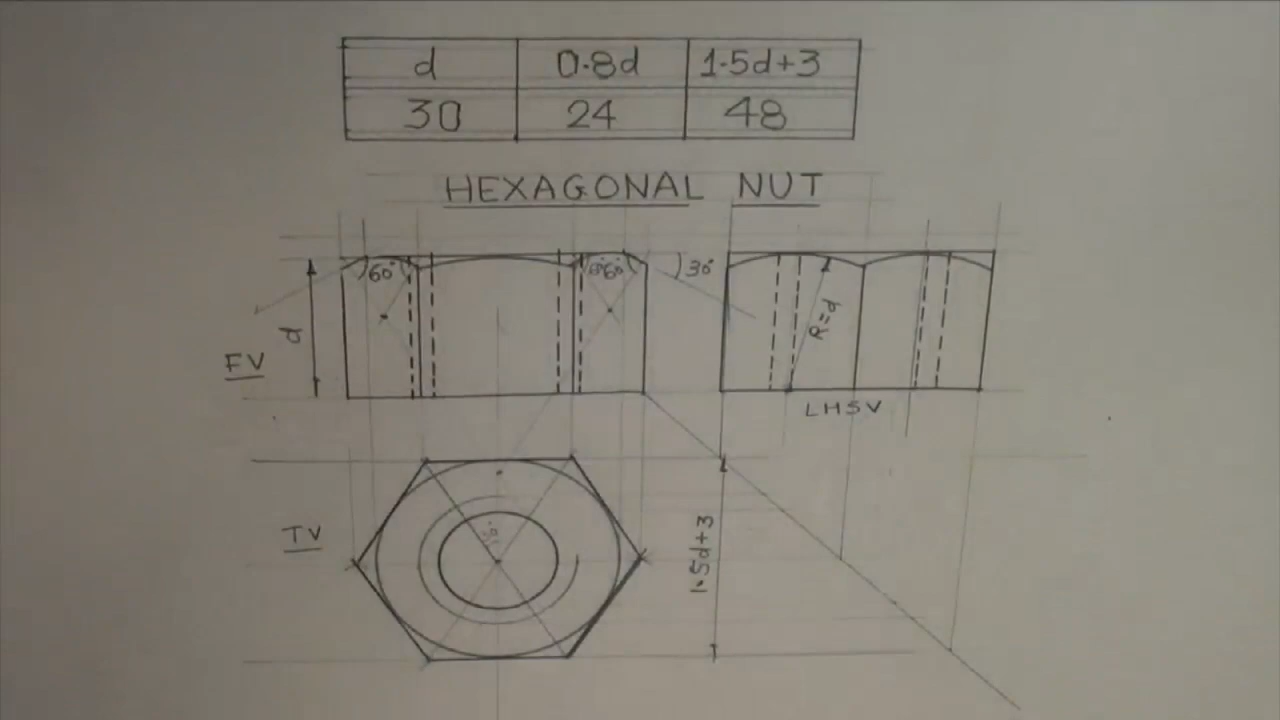 d 0.8d 1.5d+3
30 24 48
HEXAGONAL NUT
60° 60° 30°
d
R=d
FV
LHSV
TV
1.5d+3